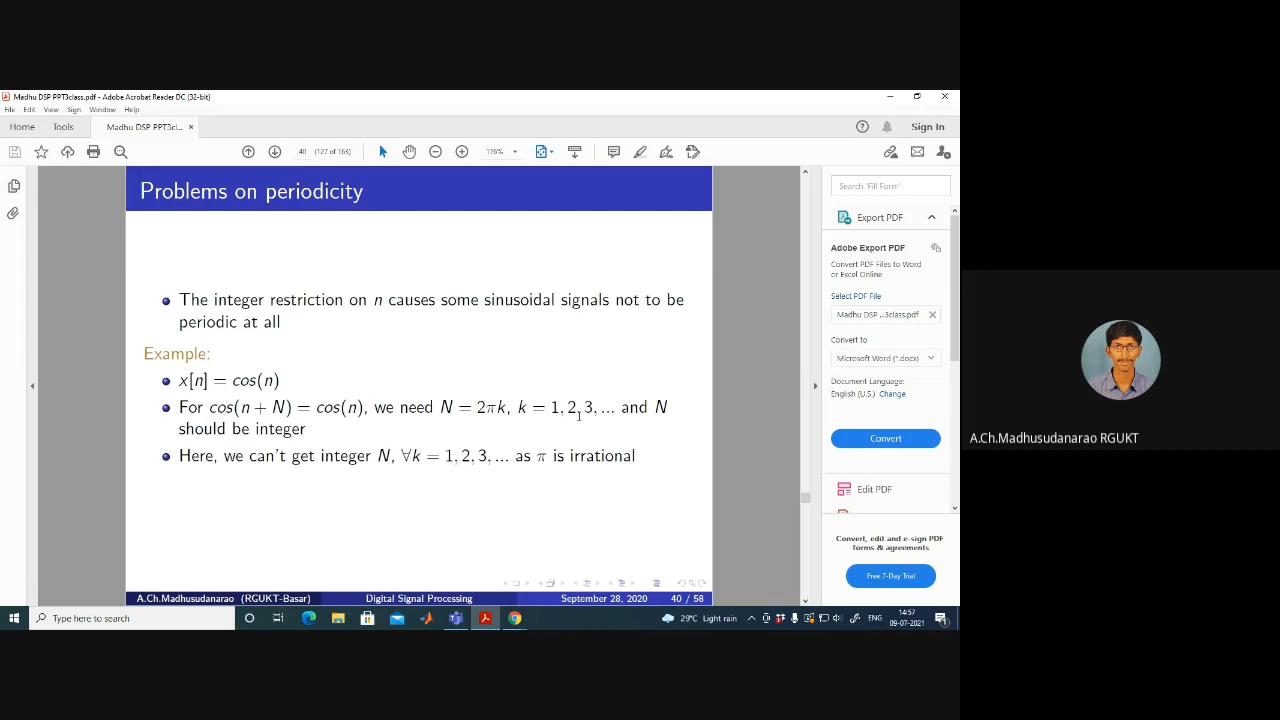 Madhu DSP PPT3class.pdf - Adobe Acrobat Reader DC (32-bit)
File Edit View Sign Window Help
Home Tools Madhu DSP PPT3cl... × Sign In
40 (127 of 163) 176%
Problems on periodicity
The integer restriction on n causes some sinusoidal signals not to be
periodic at all
Example:
x[n] = cos(n)
For cos(n + N) = cos(n), we need N = 2πk, k = 1, 2, 3, ... and N
should be integer
Here, we can't get integer N, ∀k = 1, 2, 3, ... as π is irrational
A.Ch.Madhusudanarao (RGUKT-Basar) Digital Signal Processing September 28, 2020 40 / 58
Search 'Fill Form'
Export PDF
Adobe Export PDF
Convert PDF Files to Word
or Excel Online
Select PDF File
Madhu DSP ...3class.pdf
Convert to
Microsoft Word (*.docx)
Document Language:
English (U.S.) Change
Convert
Edit PDF
Convert, edit and e-sign PDF
forms & agreements
Free 7-Day Trial
Type here to search
29°C Light rain ENG 14:57
09-07-2021
A.Ch.Madhusudanarao RGUKT